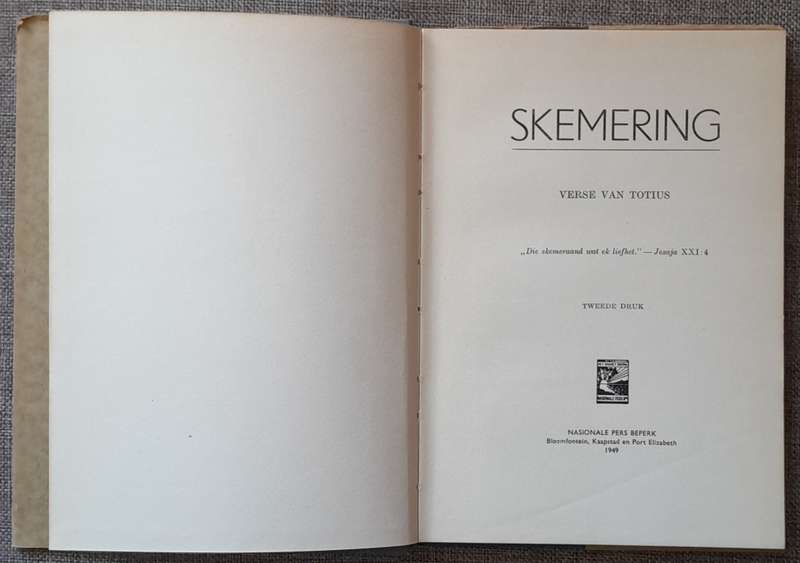 SKEMERING
VERSE VAN TOTIUS
„Die skemeraand wat ek liefhet.” — Jesaja XXI : 4
TWEEDE DRUK
NASIONALE PERS BEPERK
Bloemfontein, Kaapstad en Port Elizabeth
1949